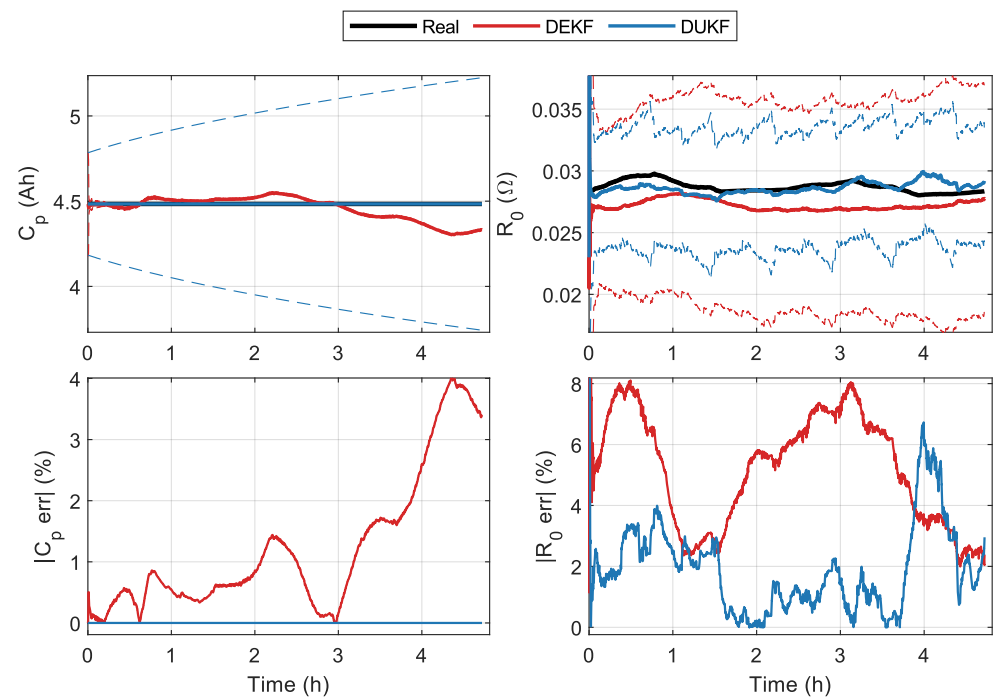 Real DEKF DUKF
C_p (Ah)
5
4.5
4
0 1 2 3 4
R_0 (Ω)
0.035
0.03
0.025
0.02
0 1 2 3 4
|C_p err| (%)
4
3
2
1
0
0 1 2 3 4
Time (h)
|R_0 err| (%)
8
6
4
2
0
0 1 2 3 4
Time (h)